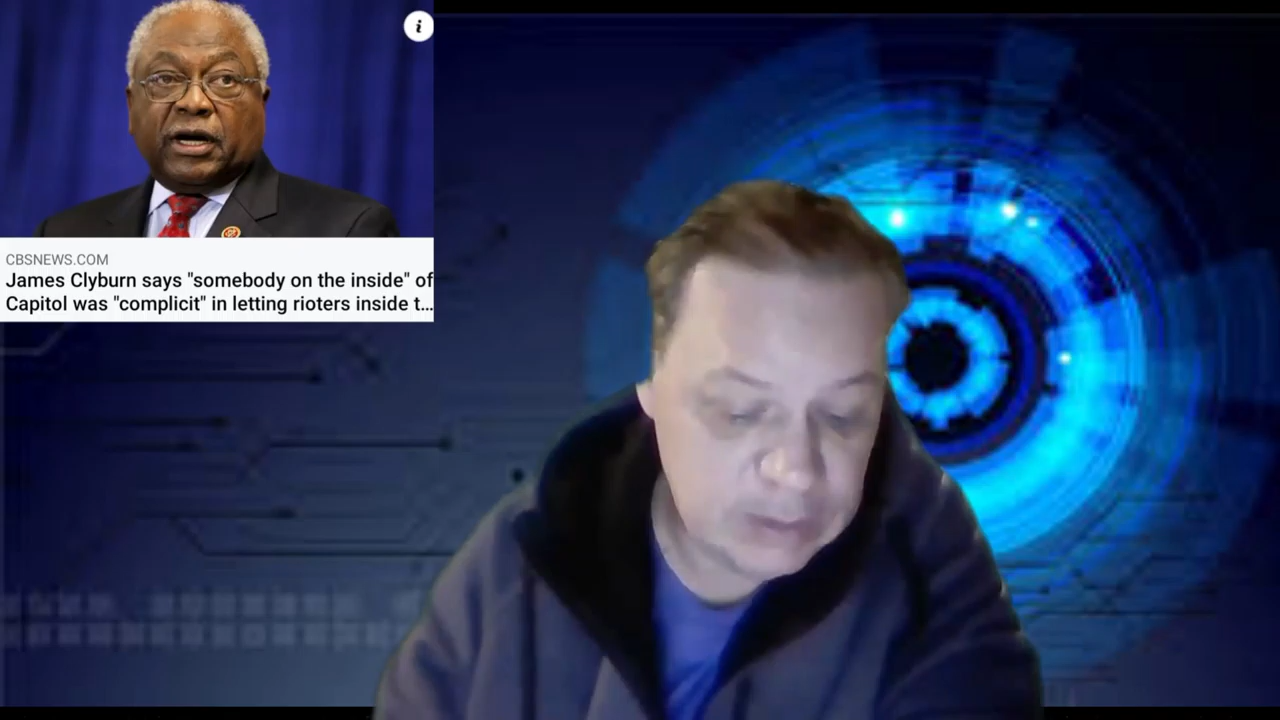 i
CBSNEWS.COM
James Clyburn says "somebody on the inside" of
Capitol was "complicit" in letting rioters inside t...